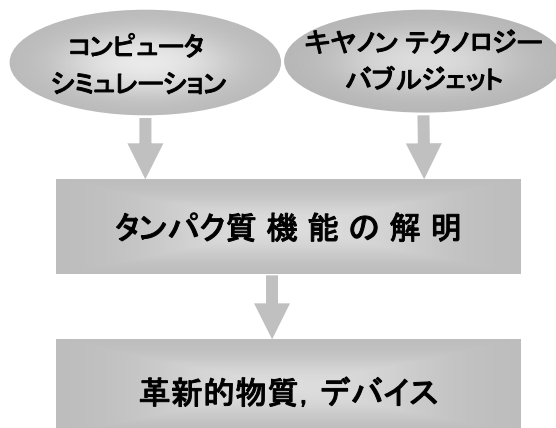 コンピュータ
シミュレーション
キヤノン テクノロジー
バブルジェット
タンパク質 機 能 の 解 明
革新的物質, デバイス